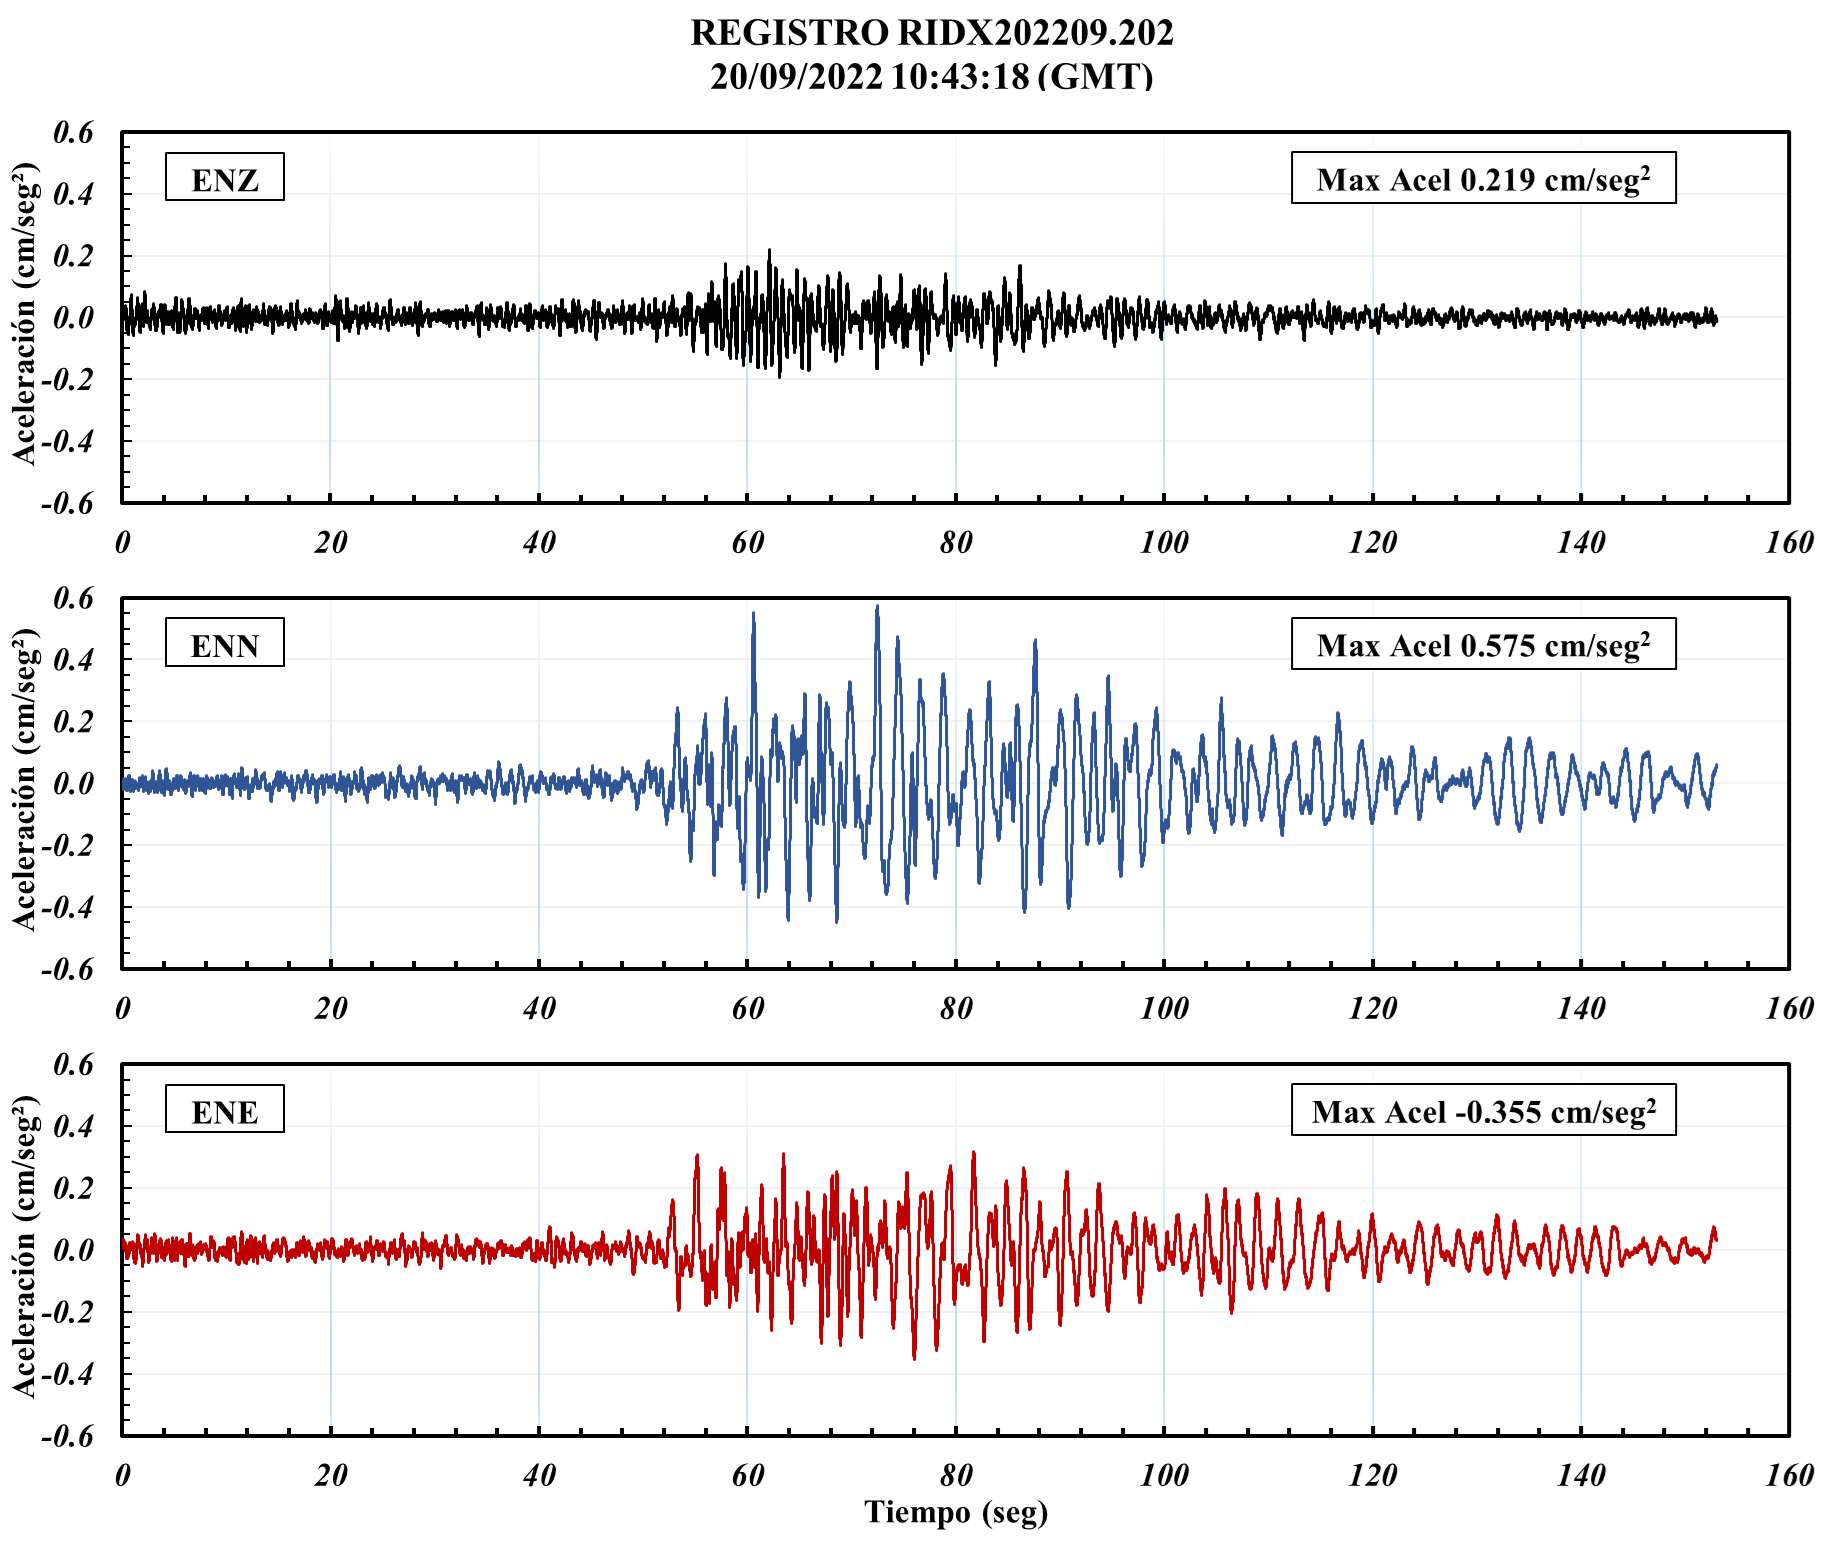 REGISTRO RIDX202209.202
20/09/2022 10:43:18 (GMT)
Aceleración (cm/seg²)
0.6
0.4
0.2
0.0
-0.2
-0.4
-0.6
ENZ
Max Acel 0.219 cm/seg²
0 20 40 60 80 100 120 140 160
Aceleración (cm/seg²)
0.6
0.4
0.2
0.0
-0.2
-0.4
-0.6
ENN
Max Acel 0.575 cm/seg²
0 20 40 60 80 100 120 140 160
Aceleración (cm/seg²)
0.6
0.4
0.2
0.0
-0.2
-0.4
-0.6
ENE
Max Acel -0.355 cm/seg²
0 20 40 60 80 100 120 140 160
Tiempo (seg)